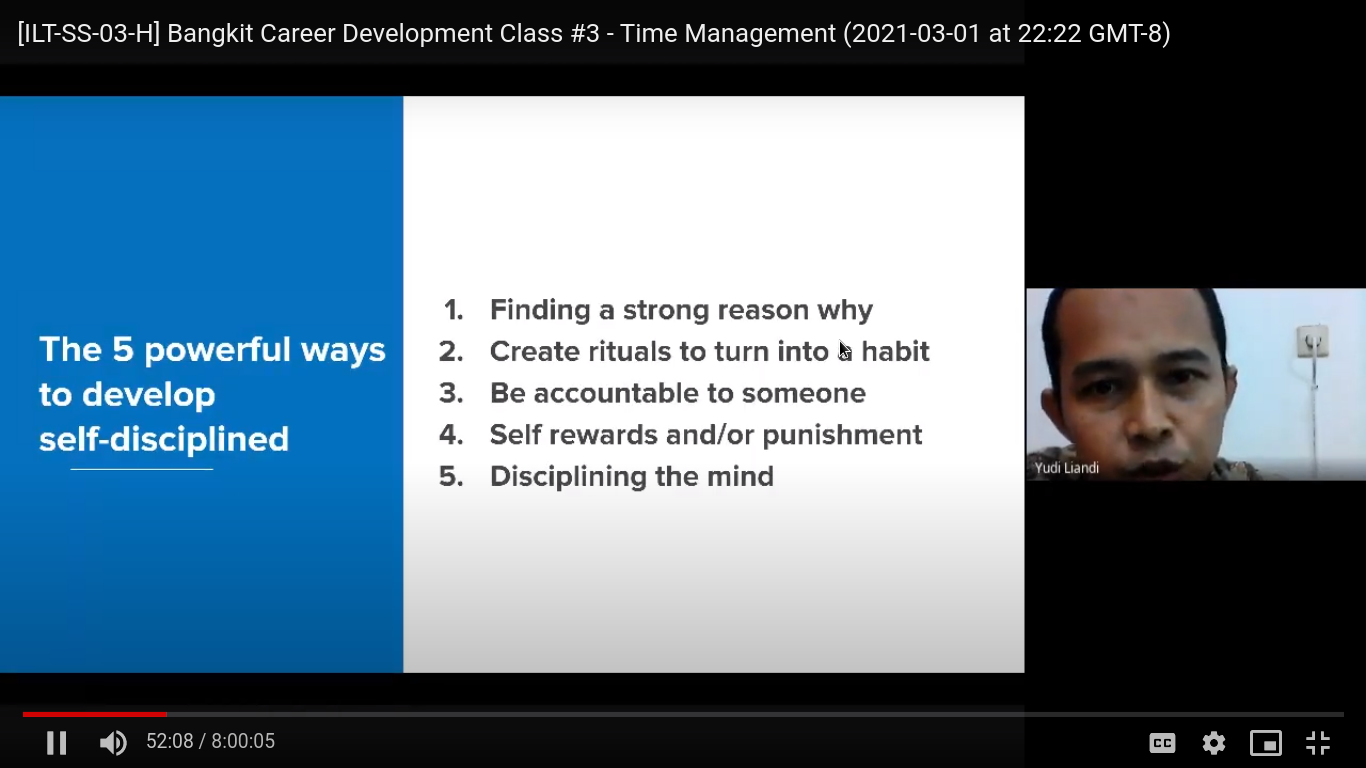 [ILT-SS-03-H] Bangkit Career Development Class #3 - Time Management (2021-03-01 at 22:22 GMT-8)
The 5 powerful ways
to develop
self-disciplined
1. Finding a strong reason why
2. Create rituals to turn into a habit
3. Be accountable to someone
4. Self rewards and/or punishment
5. Disciplining the mind
Yudi Liandi
52:08 / 8:00:05
CC